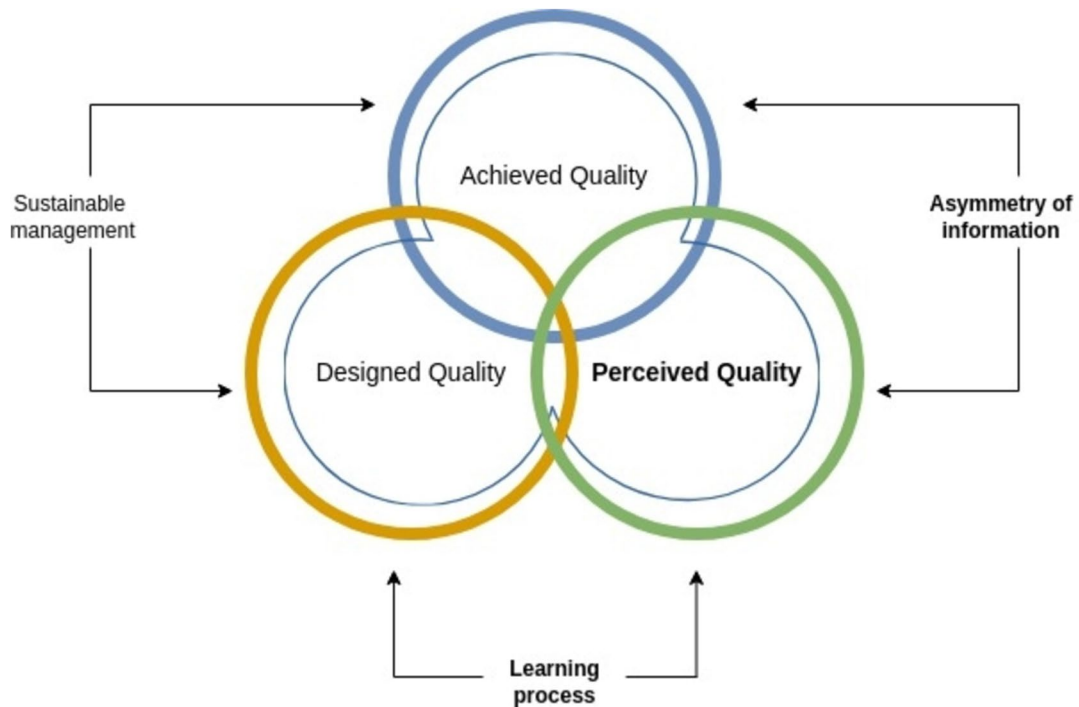 Achieved Quality
Sustainable
management
Asymmetry of
information
Designed Quality
Perceived Quality
Learning
process